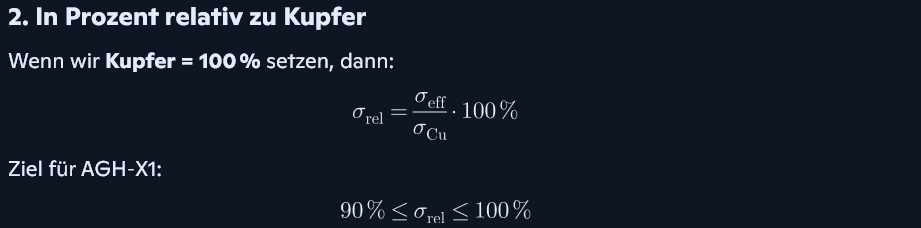 2. In Prozent relativ zu Kupfer
Wenn wir Kupfer = 100 % setzen, dann:
σ_rel = σ_eff / σ_Cu · 100 %
Ziel für AGH-X1:
90 % ≤ σ_rel ≤ 100 %